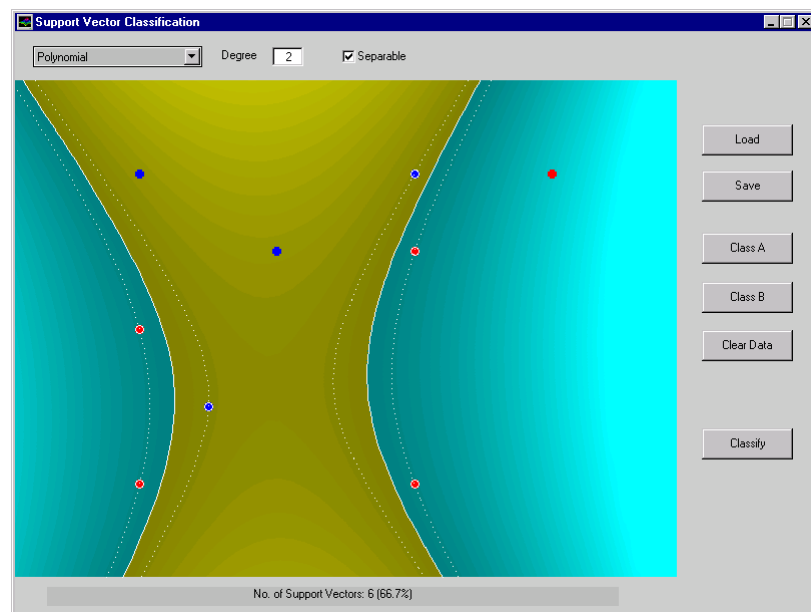 Support Vector Classification
Polynomial
Degree 2
Separable
Load
Save
Class A
Class B
Clear Data
Classify
No. of Support Vectors: 6 (66.7%)